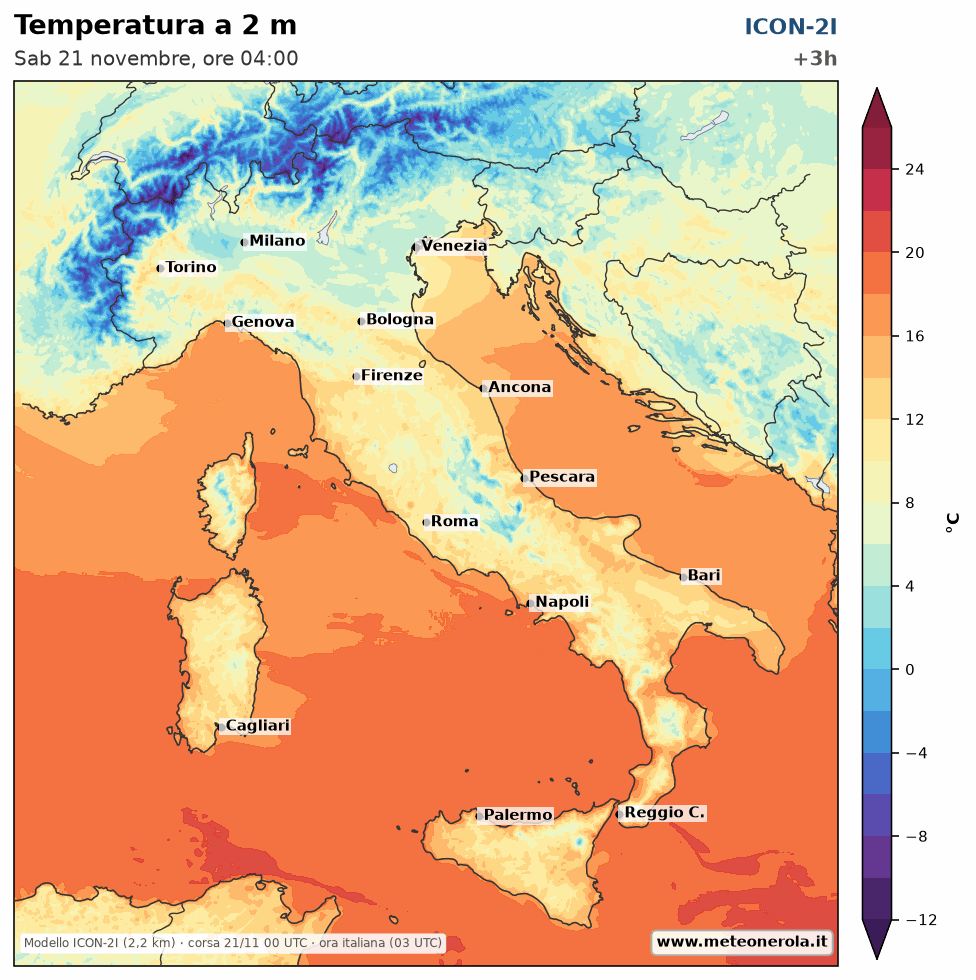 Temperatura a 2 m
ICON-2I
Sab 21 novembre, ore 04:00
+3h
24
20
16
12
8
4
0
−4
−8
−12
°C
Milano
Venezia
Torino
Genova
Bologna
Firenze
Ancona
Pescara
Roma
Bari
Napoli
Cagliari
Palermo
Reggio C.
Modello ICON-2I (2,2 km) · corsa 21/11 00 UTC · ora italiana (03 UTC)
www.meteonerola.it